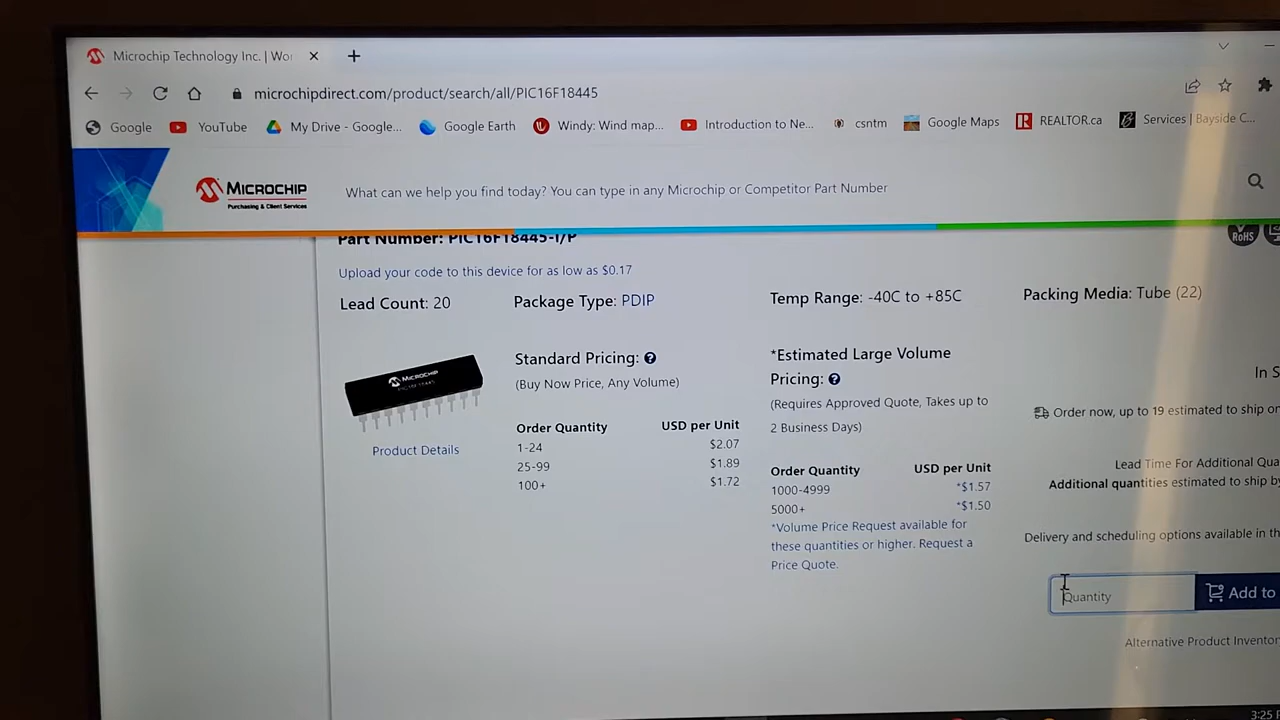 Microchip Technology Inc. | Wor
microchipdirect.com/product/search/all/PIC16F18445
Google YouTube My Drive - Google... Google Earth Windy: Wind map... Introduction to Ne... csntm Google Maps REALTOR.ca Services | Bayside C...
MICROCHIP
Purchasing & Client Services
What can we help you find today? You can type in any Microchip or Competitor Part Number
Part Number: PIC16F18445-I/P
RoHS
Upload your code to this device for as low as $0.17
Lead Count: 20 Package Type: PDIP Temp Range: -40C to +85C Packing Media: Tube (22)
MICROCHIP
Product Details
Standard Pricing:
(Buy Now Price, Any Volume)
Order Quantity USD per Unit
1-24 $2.07
25-99 $1.89
100+ $1.72
*Estimated Large Volume
Pricing:
(Requires Approved Quote, Takes up to
2 Business Days)
Order Quantity USD per Unit
1000-4999 *$1.57
5000+ *$1.50
*Volume Price Request available for
these quantities or higher. Request a
Price Quote.
In S
Order now, up to 19 estimated to ship on
Lead Time For Additional Qua
Additional quantities estimated to ship by
Delivery and scheduling options available in th
Quantity Add to
Alternative Product Inventor
3:25